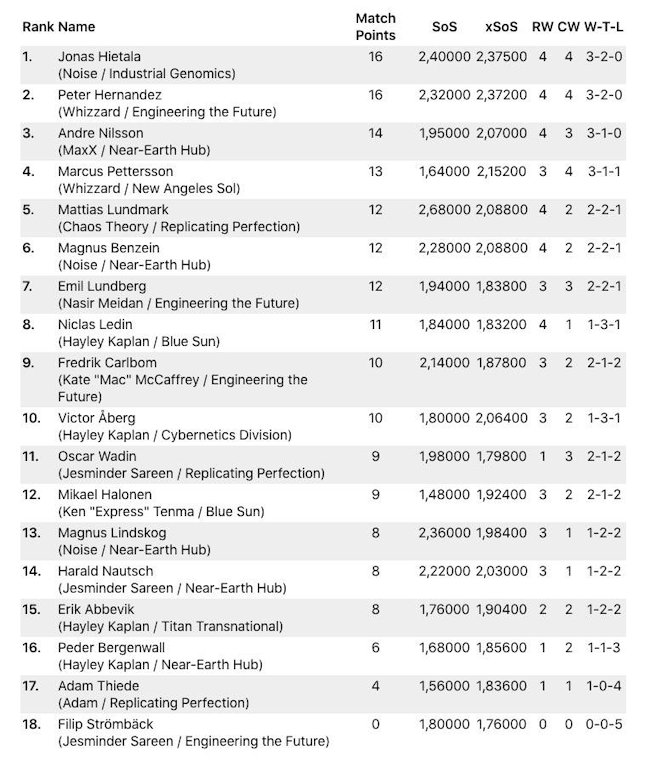 Rank Name Match Points SoS xSoS RW CW W-T-L
1. Jonas Hietala 16 2,40000 2,37500 4 4 3-2-0
(Noise / Industrial Genomics)
2. Peter Hernandez 16 2,32000 2,37200 4 4 3-2-0
(Whizzard / Engineering the Future)
3. Andre Nilsson 14 1,95000 2,07000 4 3 3-1-0
(MaxX / Near-Earth Hub)
4. Marcus Pettersson 13 1,64000 2,15200 3 4 3-1-1
(Whizzard / New Angeles Sol)
5. Mattias Lundmark 12 2,68000 2,08800 4 2 2-2-1
(Chaos Theory / Replicating Perfection)
6. Magnus Benzein 12 2,28000 2,08800 4 2 2-2-1
(Noise / Near-Earth Hub)
7. Emil Lundberg 12 1,94000 1,83800 3 3 2-2-1
(Nasir Meidan / Engineering the Future)
8. Niclas Ledin 11 1,84000 1,83200 4 1 1-3-1
(Hayley Kaplan / Blue Sun)
9. Fredrik Carlbom 10 2,14000 1,87800 3 2 2-1-2
(Kate "Mac" McCaffrey / Engineering the
Future)
10. Victor Åberg 10 1,80000 2,06400 3 2 1-3-1
(Hayley Kaplan / Cybernetics Division)
11. Oscar Wadin 9 1,98000 1,79800 1 3 2-1-2
(Jesminder Sareen / Replicating Perfection)
12. Mikael Halonen 9 1,48000 1,92400 3 2 2-1-2
(Ken "Express" Tenma / Blue Sun)
13. Magnus Lindskog 8 2,36000 1,98400 3 1 1-2-2
(Noise / Near-Earth Hub)
14. Harald Nautsch 8 2,22000 2,03000 3 1 1-2-2
(Jesminder Sareen / Near-Earth Hub)
15. Erik Abbevik 8 1,76000 1,90400 2 2 1-2-2
(Hayley Kaplan / Titan Transnational)
16. Peder Bergenwall 6 1,68000 1,85600 1 2 1-1-3
(Hayley Kaplan / Near-Earth Hub)
17. Adam Thiede 4 1,56000 1,83600 1 1 1-0-4
(Adam / Replicating Perfection)
18. Filip Strömbäck 0 1,80000 1,76000 0 0 0-0-5
(Jesminder Sareen / Engineering the Future)